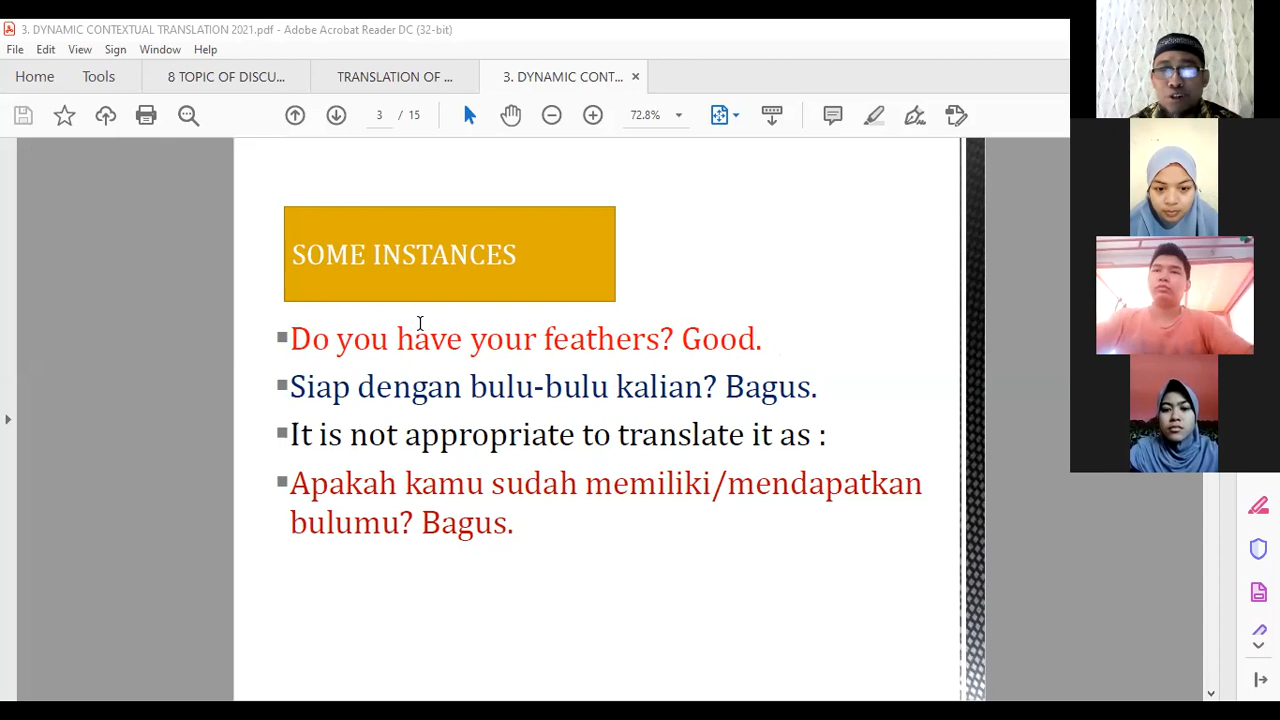 3. DYNAMIC CONTEXTUAL TRANSLATION 2021.pdf - Adobe Acrobat Reader DC (32-bit)
File Edit View Sign Window Help
Home Tools 8 TOPIC OF DISCU... TRANSLATION OF ... 3. DYNAMIC CONT... ×
3 / 15 72.8%
SOME INSTANCES
Do you have your feathers? Good.
Siap dengan bulu-bulu kalian? Bagus.
It is not appropriate to translate it as :
Apakah kamu sudah memiliki/mendapatkan
bulumu? Bagus.